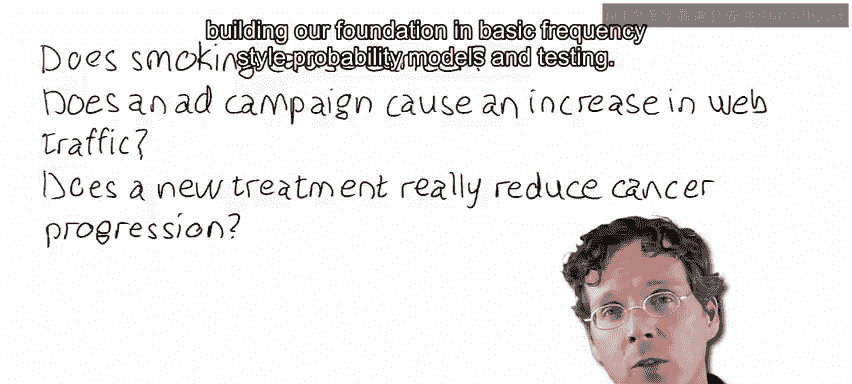 building our foundation in basic frequency
style probability models and testing.
Does smoking
Does an ad campaign cause an increase in web
traffic?
Does a new treatment really reduce cancer
progression?